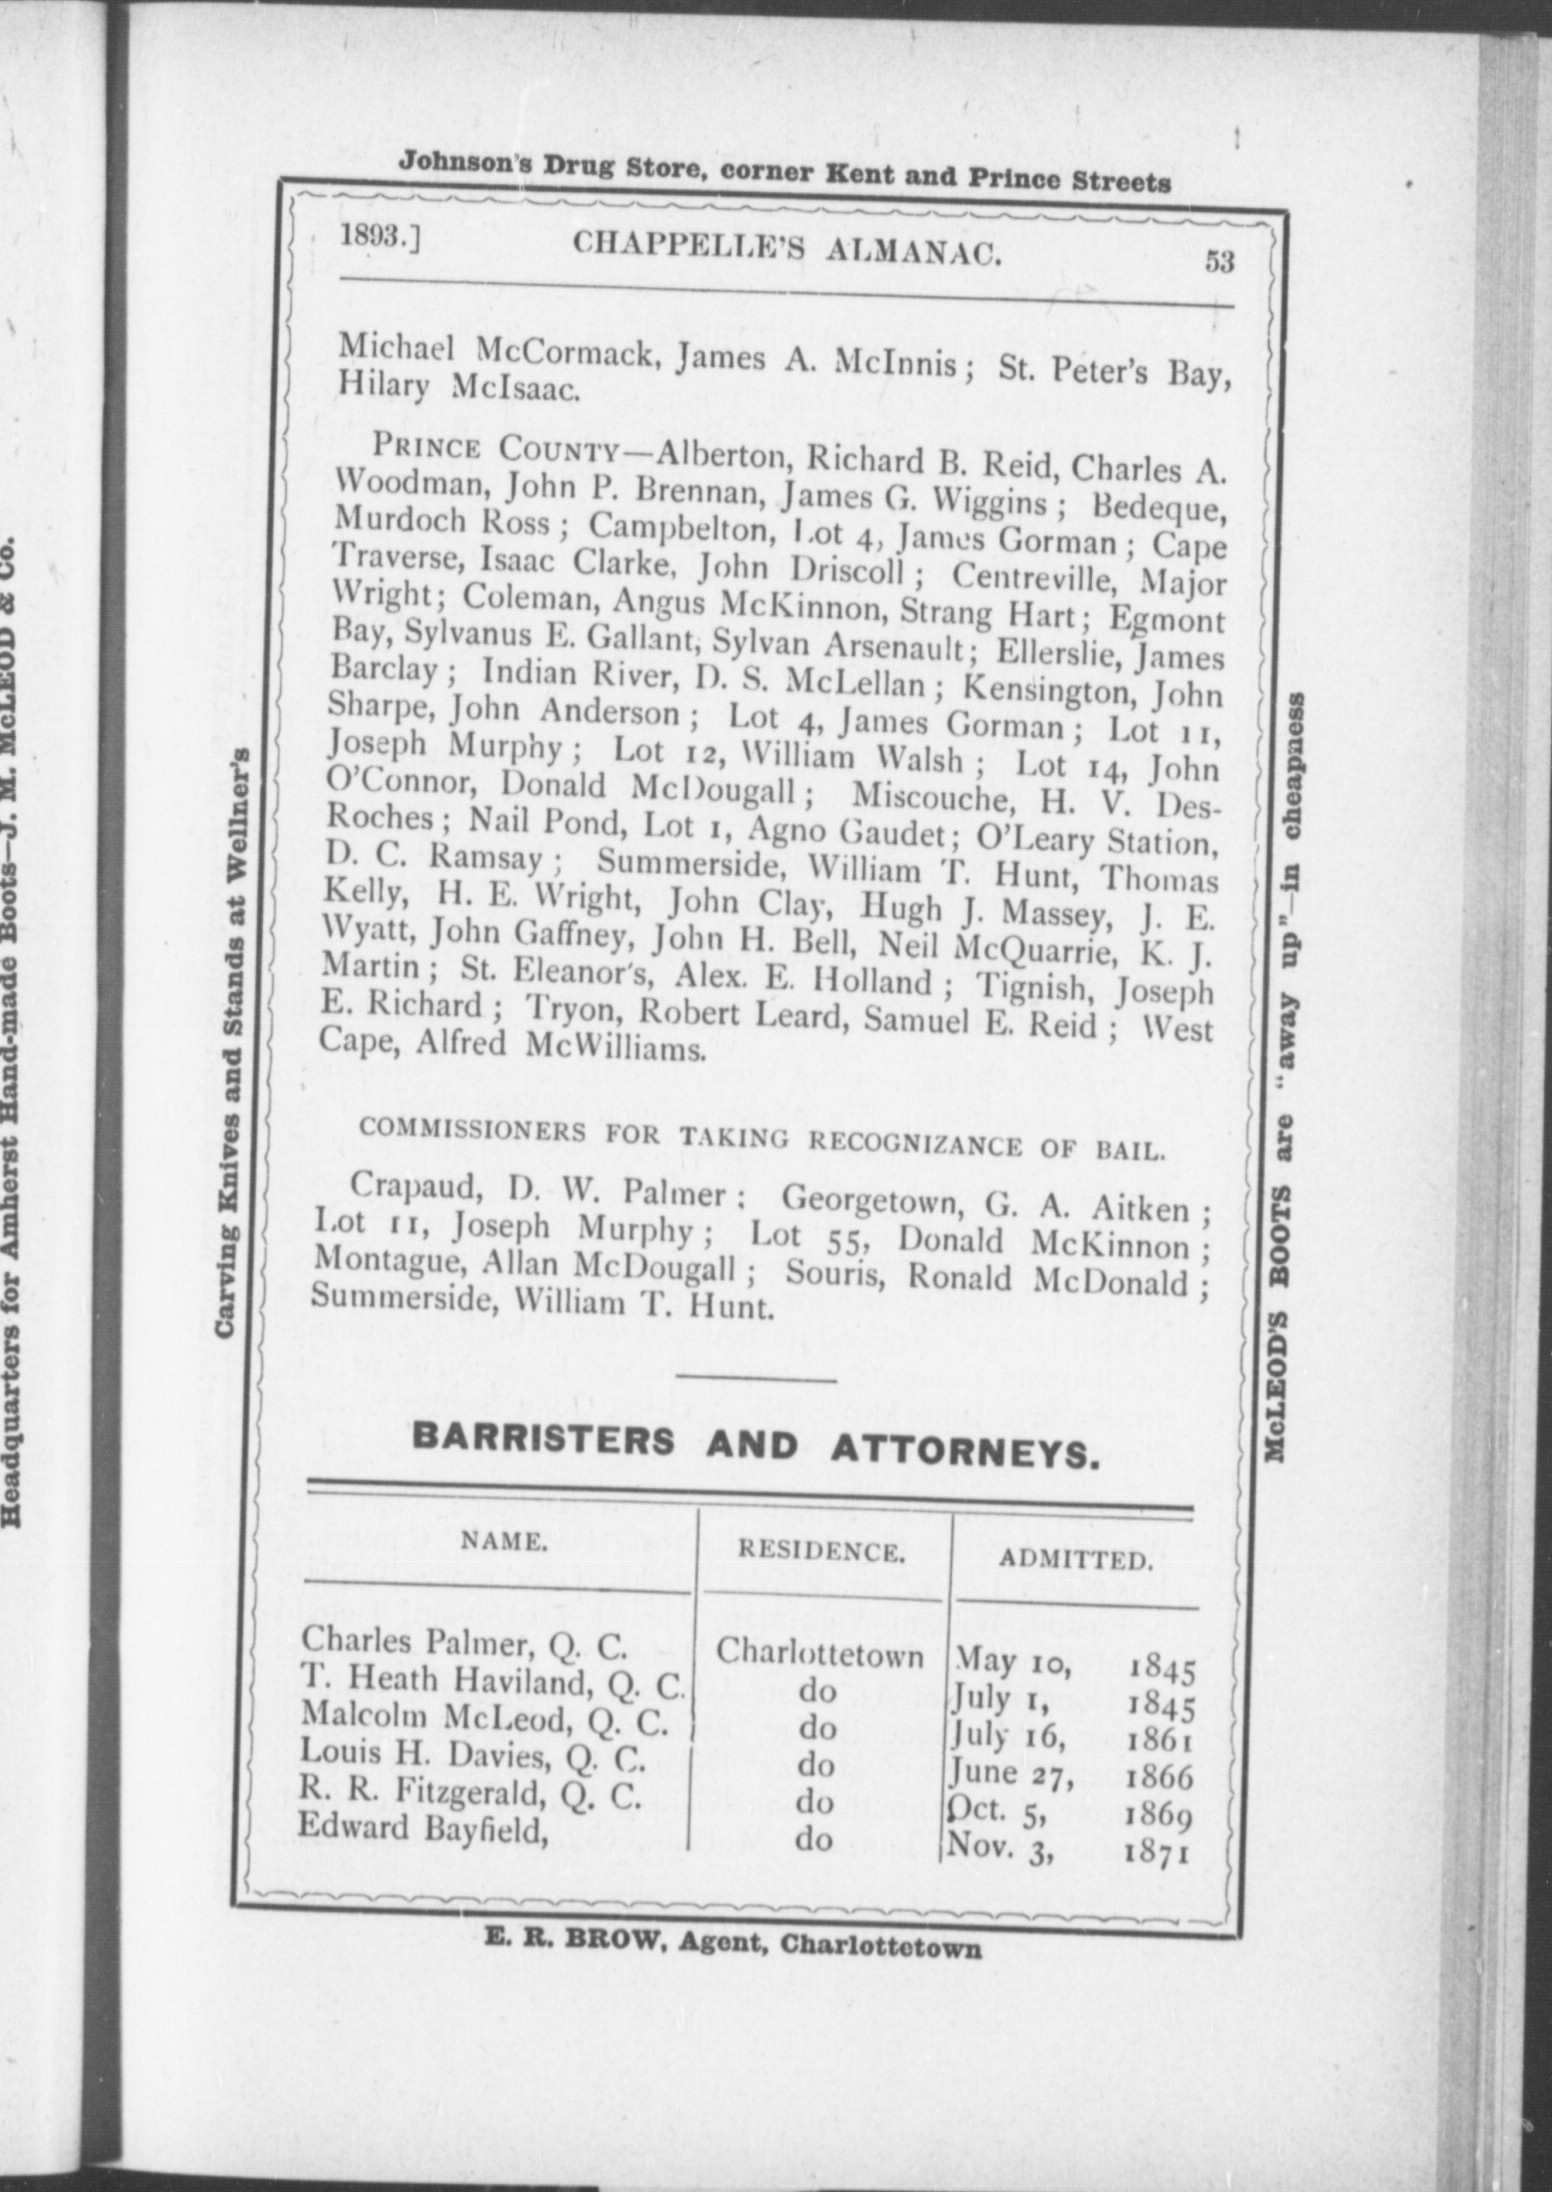 Johnson's Drug Store, corner Kent and Prince Streets
1893.] CHAPPELLE'S ALMANAC. 53
Michael McCormack, James A. McInnis; St. Peter's Bay,
Hilary McIsaac.
PRINCE COUNTY—Alberton, Richard B. Reid, Charles A.
Woodman, John P. Brennan, James G. Wiggins; Bedeque,
Murdoch Ross; Campbelton, Lot 4, James Gorman; Cape
Traverse, Isaac Clarke, John Driscoll; Centreville, Major
Wright; Coleman, Angus McKinnon, Strang Hart; Egmont
Bay, Sylvanus E. Gallant, Sylvan Arsenault; Ellerslie, James
Barclay; Indian River, D. S. McLellan; Kensington, John
Sharpe, John Anderson; Lot 4, James Gorman; Lot 11,
Joseph Murphy; Lot 12, William Walsh; Lot 14, John
O'Connor, Donald McDougall; Miscouche, H. V. Des-
Roches; Nail Pond, Lot 1, Agno Gaudet; O'Leary Station,
D. C. Ramsay; Summerside, William T. Hunt, Thomas
Kelly, H. E. Wright, John Clay, Hugh J. Massey, J. E.
Wyatt, John Gaffney, John H. Bell, Neil McQuarrie, K. J.
Martin; St. Eleanor's, Alex. E. Holland; Tignish, Joseph
E. Richard; Tryon, Robert Leard, Samuel E. Reid; West
Cape, Alfred McWilliams.
COMMISSIONERS FOR TAKING RECOGNIZANCE OF BAIL.
Crapaud, D. W. Palmer: Georgetown, G. A. Aitken;
Lot 11, Joseph Murphy; Lot 55, Donald McKinnon;
Montague, Allan McDougall; Souris, Ronald McDonald;
Summerside, William T. Hunt.
BARRISTERS AND ATTORNEYS.
NAME. RESIDENCE. ADMITTED.
Charles Palmer, Q. C. Charlottetown May 10, 1845
T. Heath Haviland, Q. C. do July 1, 1845
Malcolm McLeod, Q. C. do July 16, 1861
Louis H. Davies, Q. C. do June 27, 1866
R. R. Fitzgerald, Q. C. do Oct. 5, 1869
Edward Bayfield, do Nov. 3, 1871
E. R. BROW, Agent, Charlottetown
Carving Knives and Stands at Wellner's
McLEOD'S BOOTS are "away up"—in cheapness
Headquarters for Amherst Hand-made Boots—J. M. McLEOD & Co.